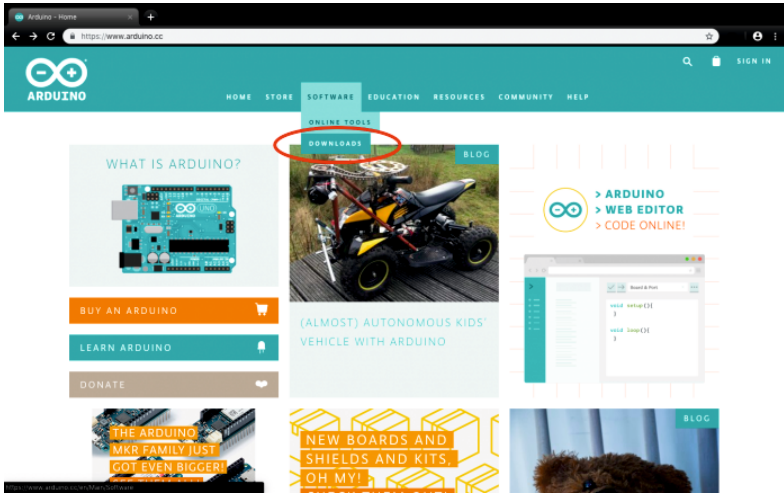 Arduino - Home
https://www.arduino.cc
SIGN IN
ARDUINO
HOME STORE SOFTWARE EDUCATION RESOURCES COMMUNITY HELP
ONLINE TOOLS
DOWNLOADS
WHAT IS ARDUINO?
UNO
BUY AN ARDUINO
LEARN ARDUINO
DONATE
BLOG
(ALMOST) AUTONOMOUS KIDS'
VEHICLE WITH ARDUINO
> ARDUINO
> WEB EDITOR
> CODE ONLINE!
Board & Port
void setup(){
}
void loop(){
}
THE ARDUINO
MKR FAMILY JUST
GOT EVEN BIGGER!
NEW BOARDS AND
SHIELDS AND KITS,
OH MY!
BLOG
https://www.arduino.cc/en/Main/Software